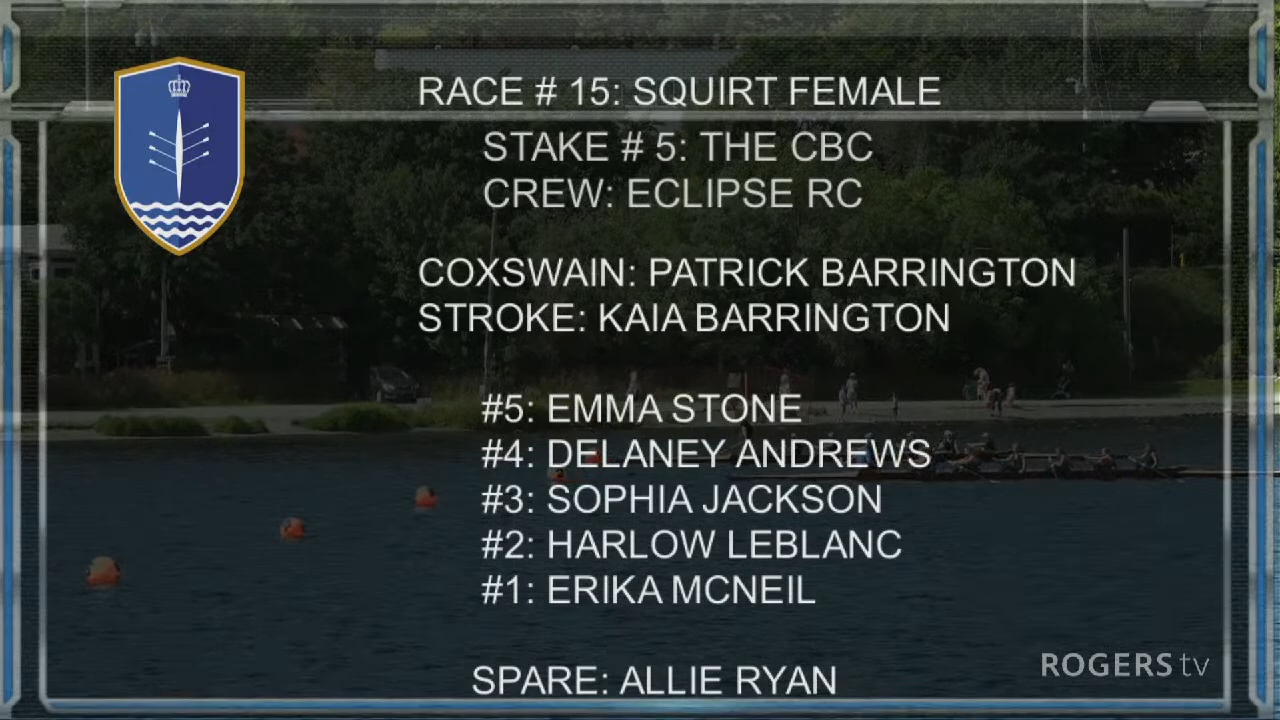 RACE # 15: SQUIRT FEMALE
STAKE # 5: THE CBC
CREW: ECLIPSE RC
COXSWAIN: PATRICK BARRINGTON
STROKE: KAIA BARRINGTON
#5: EMMA STONE
#4: DELANEY ANDREWS
#3: SOPHIA JACKSON
#2: HARLOW LEBLANC
#1: ERIKA MCNEIL
SPARE: ALLIE RYAN
ROGERS tv